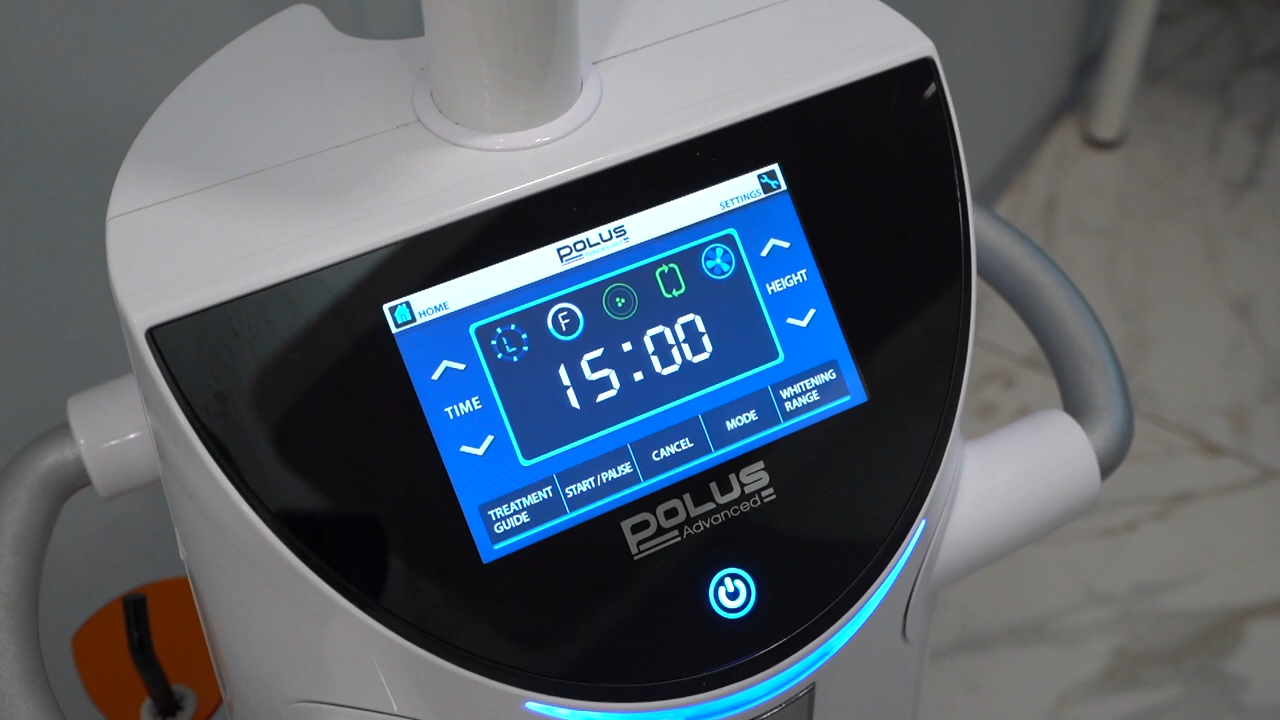 SETTINGS
POLUS
HOME
L
F
15:00
HEIGHT
TIME
WHITENING
RANGE
MODE
CANCEL
START / PAUSE
TREATMENT
GUIDE
POLUS
Advanced